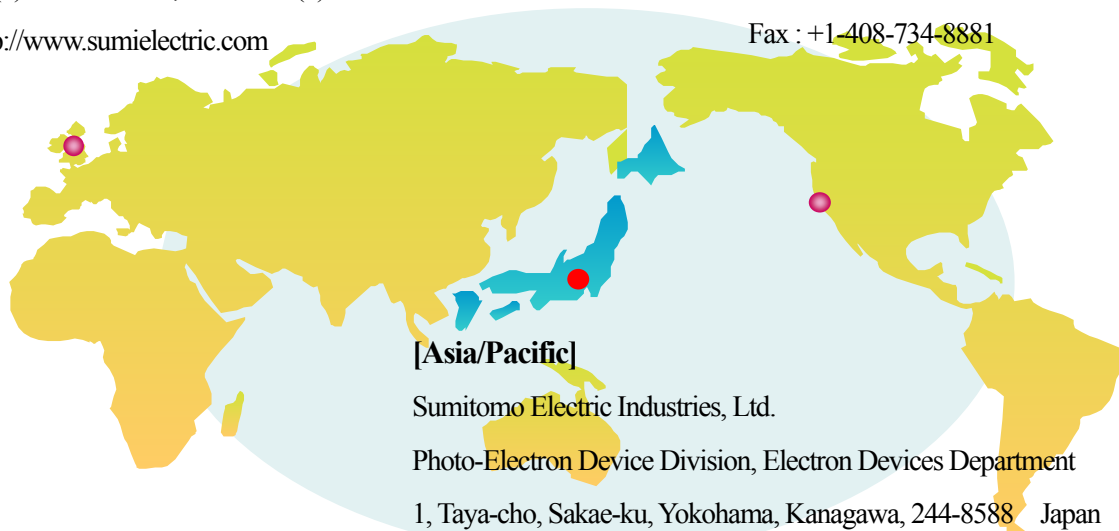 ://www.sumielectric.com
Fax : +1-408-734-8881
[Asia/Pacific]
Sumitomo Electric Industries, Ltd.
Photo-Electron Device Division, Electron Devices Department
1, Taya-cho, Sakae-ku, Yokohama, Kanagawa, 244-8588 Japan